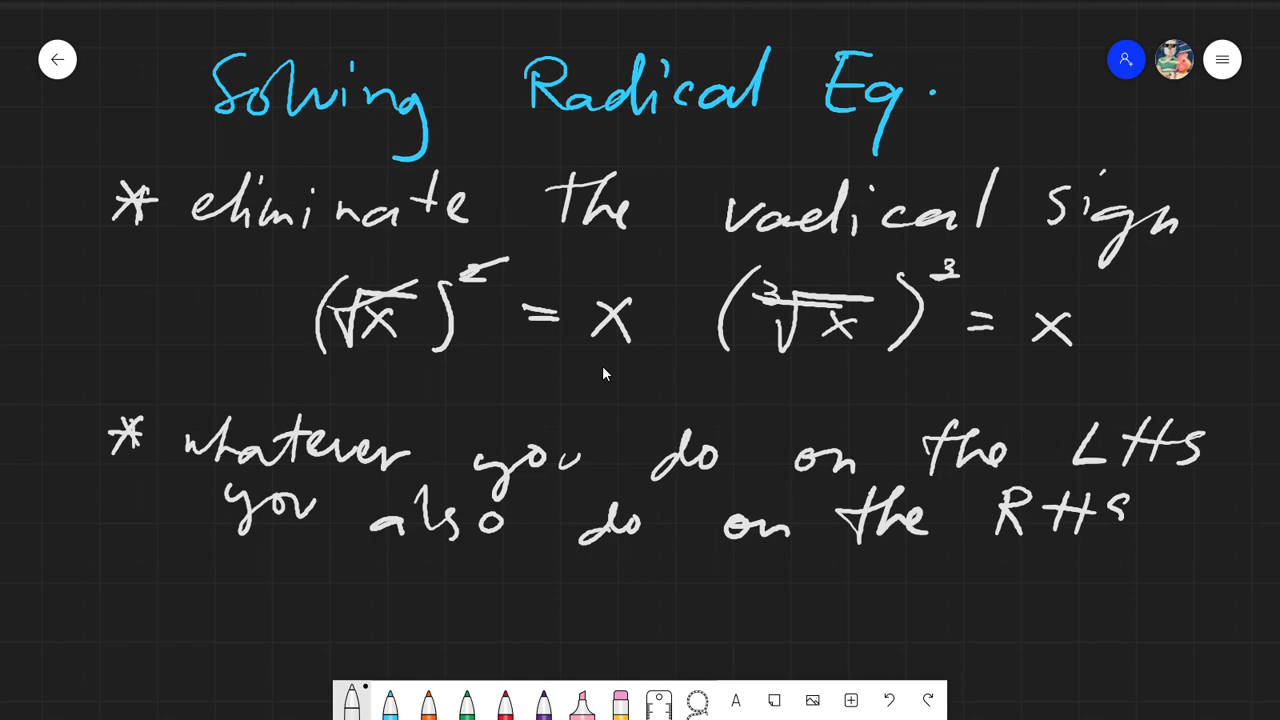 Solving Radical Eq.
* eliminate the radical sign
(√x)² = x (³√x)³ = x
* whatever you do on the LHS
you also do on the RHS
A